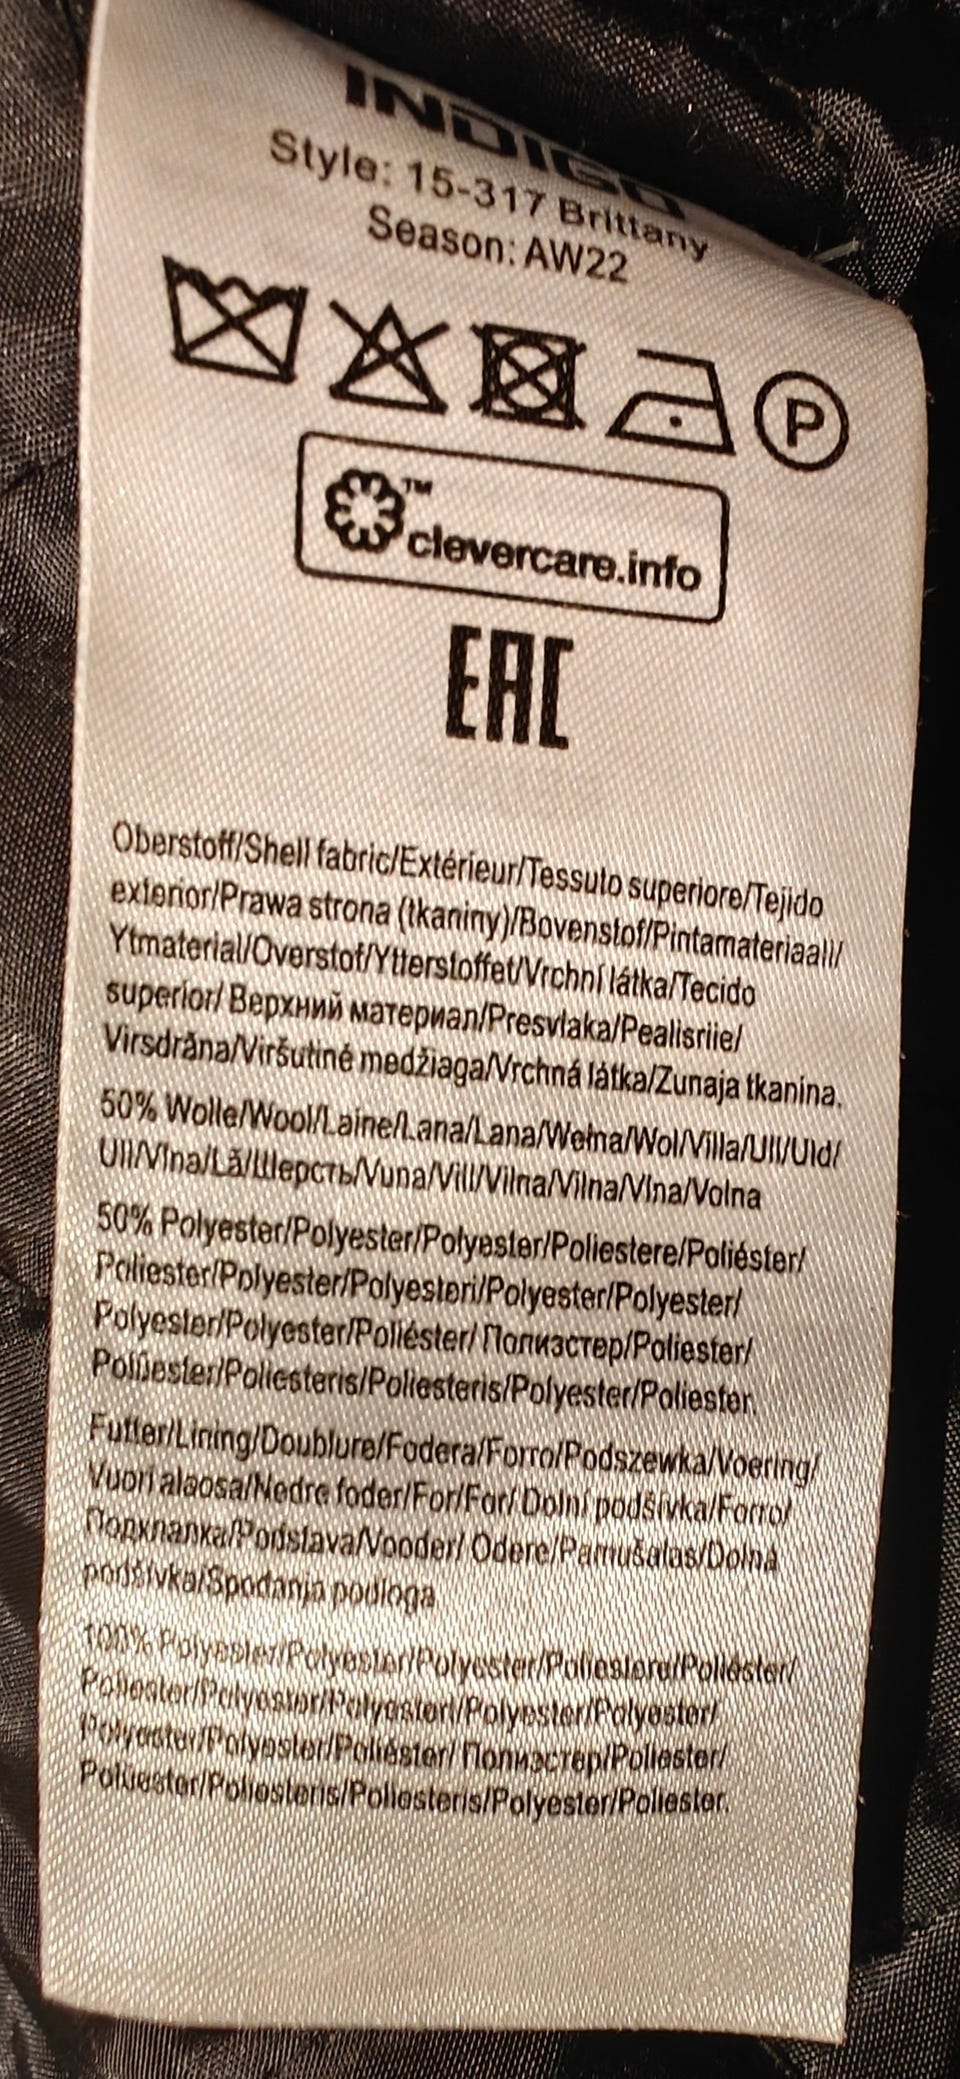 INDIGO
Style: 15-317 Brittany
Season: AW22
P
™
clevercare.info
EAC
Oberstoff/Shell fabric/Extérieur/Tessuto superiore/Tejido
exterior/Prawa strona (tkaniny)/Bovenstof/Pintamateriaali/
Ytmaterial/Overstof/Ytterstoffet/Vrchní látka/Tecido
superior/ Верхний материал/Presvlaka/Pealisriie/
Virsdrăna/Viršutinė medžiaga/Vrchná látka/Zunaja tkanina.
50% Wolle/Wool/Laine/Lana/Lana/Wełna/Wol/Villa/Ull/Uld/
Ull/Vlna/Lă/Шерсть/Vuna/Vill/Vilna/Vilna/Vlna/Volna
50% Polyester/Polyester/Polyester/Poliestere/Poliéster/
Poliester/Polyester/Polyesteri/Polyester/Polyester/
Polyester/Polyester/Poliéster/ Полиэстер/Poliester/
Polüester/Poliesteris/Poliesteris/Polyester/Poliester.
Futter/Lining/Doublure/Fodera/Forro/Podszewka/Voering/
Vuori alaosa/Nedre foder/For/For/ Dolní podšívka/Forro/
Подкладка/Podstava/Vooder/ Odere/Pamušalas/Dolná
podšívka/Spodanja podloga
100% Polyester/Polyester/Polyester/Poliestere/Poliéster/
Poliester/Polyester/Polyesteri/Polyester/Polyester/
Polyester/Polyester/Poliéster/ Полиэстер/Poliester/
Polüester/Poliesteris/Poliesteris/Polyester/Poliester.